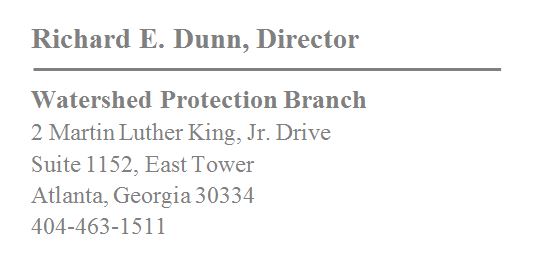 Richard E. Dunn, Director
Watershed Protection Branch
2 Martin Luther King, Jr. Drive
Suite 1152, East Tower
Atlanta, Georgia 30334
404-463-1511